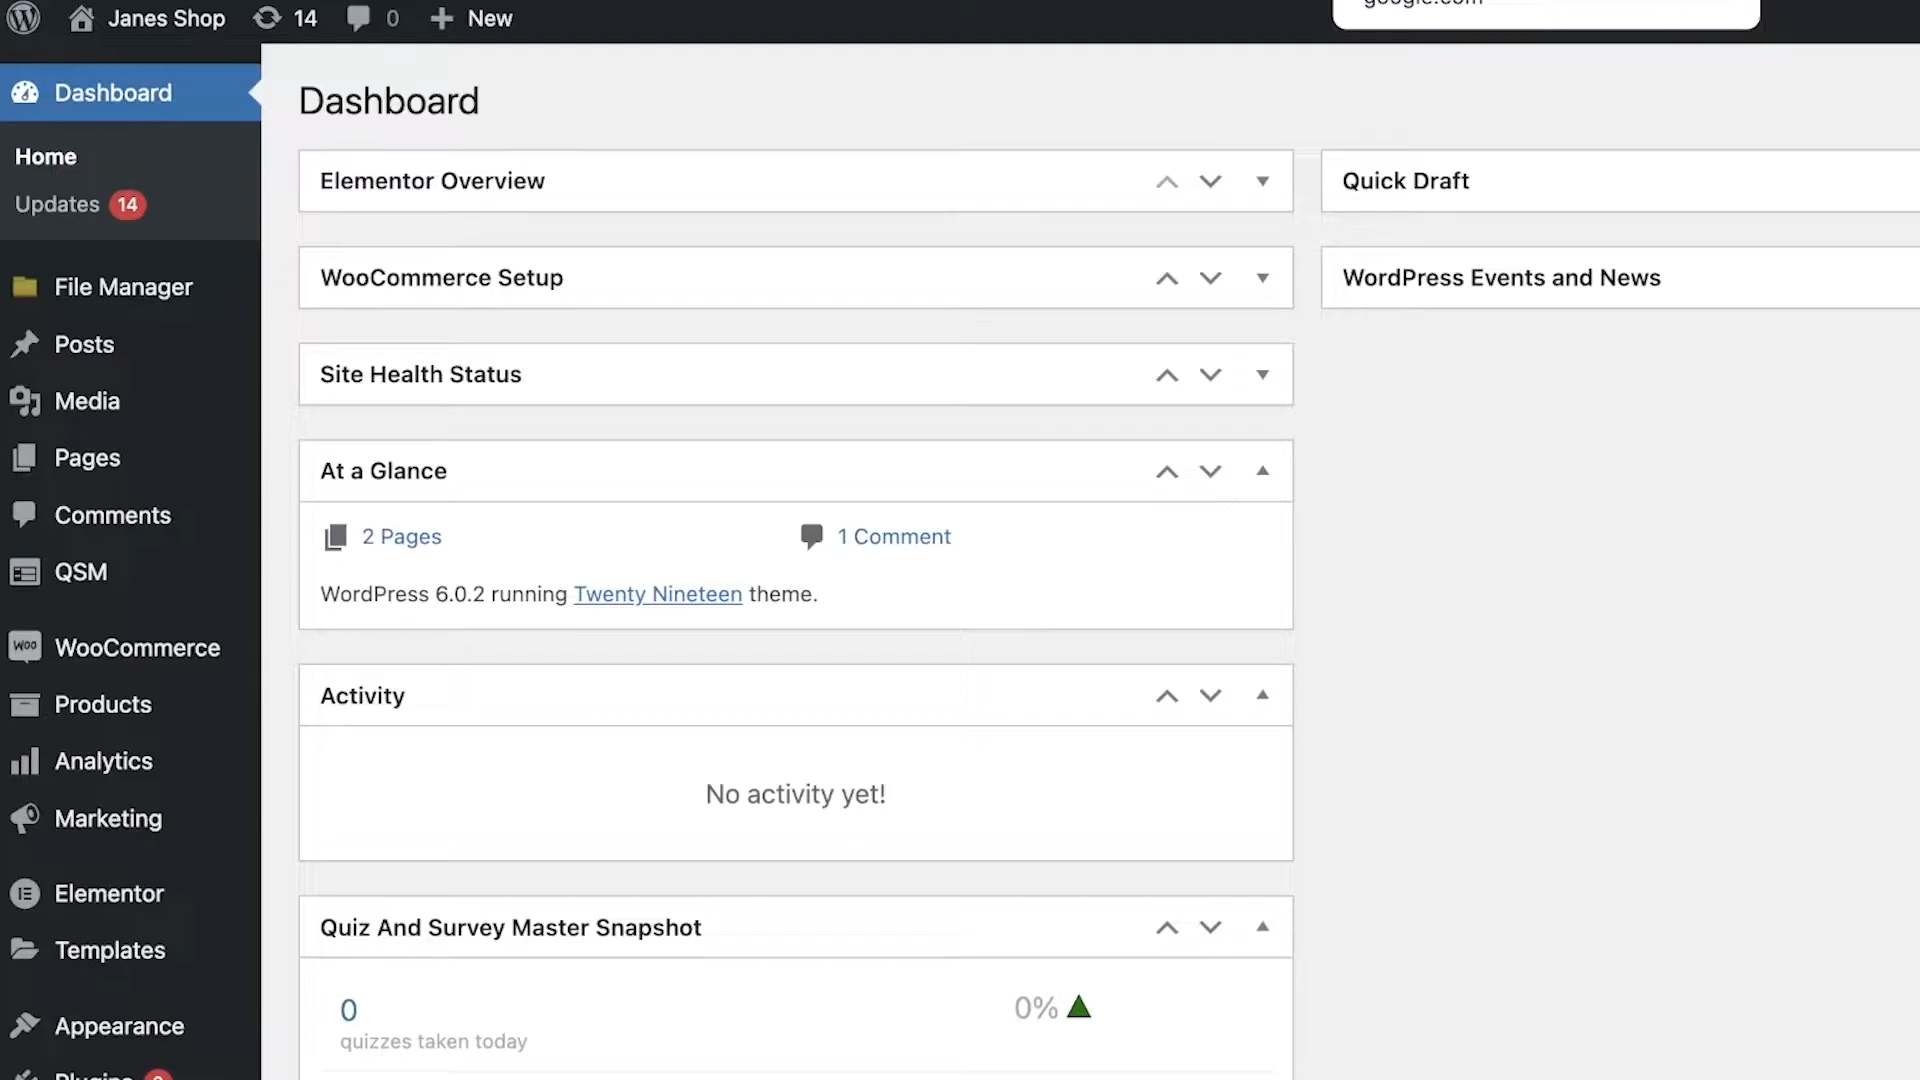 Janes Shop 14 0 New
google.com
Dashboard
Home
Updates 14
File Manager
Posts
Media
Pages
Comments
QSM
Woo WooCommerce
Products
Analytics
Marketing
Elementor
Templates
Appearance
Plugins
Dashboard
Elementor Overview
WooCommerce Setup
Site Health Status
At a Glance
2 Pages 1 Comment
WordPress 6.0.2 running Twenty Nineteen theme.
Activity
No activity yet!
Quiz And Survey Master Snapshot
0 0%
quizzes taken today
Quick Draft
WordPress Events and News